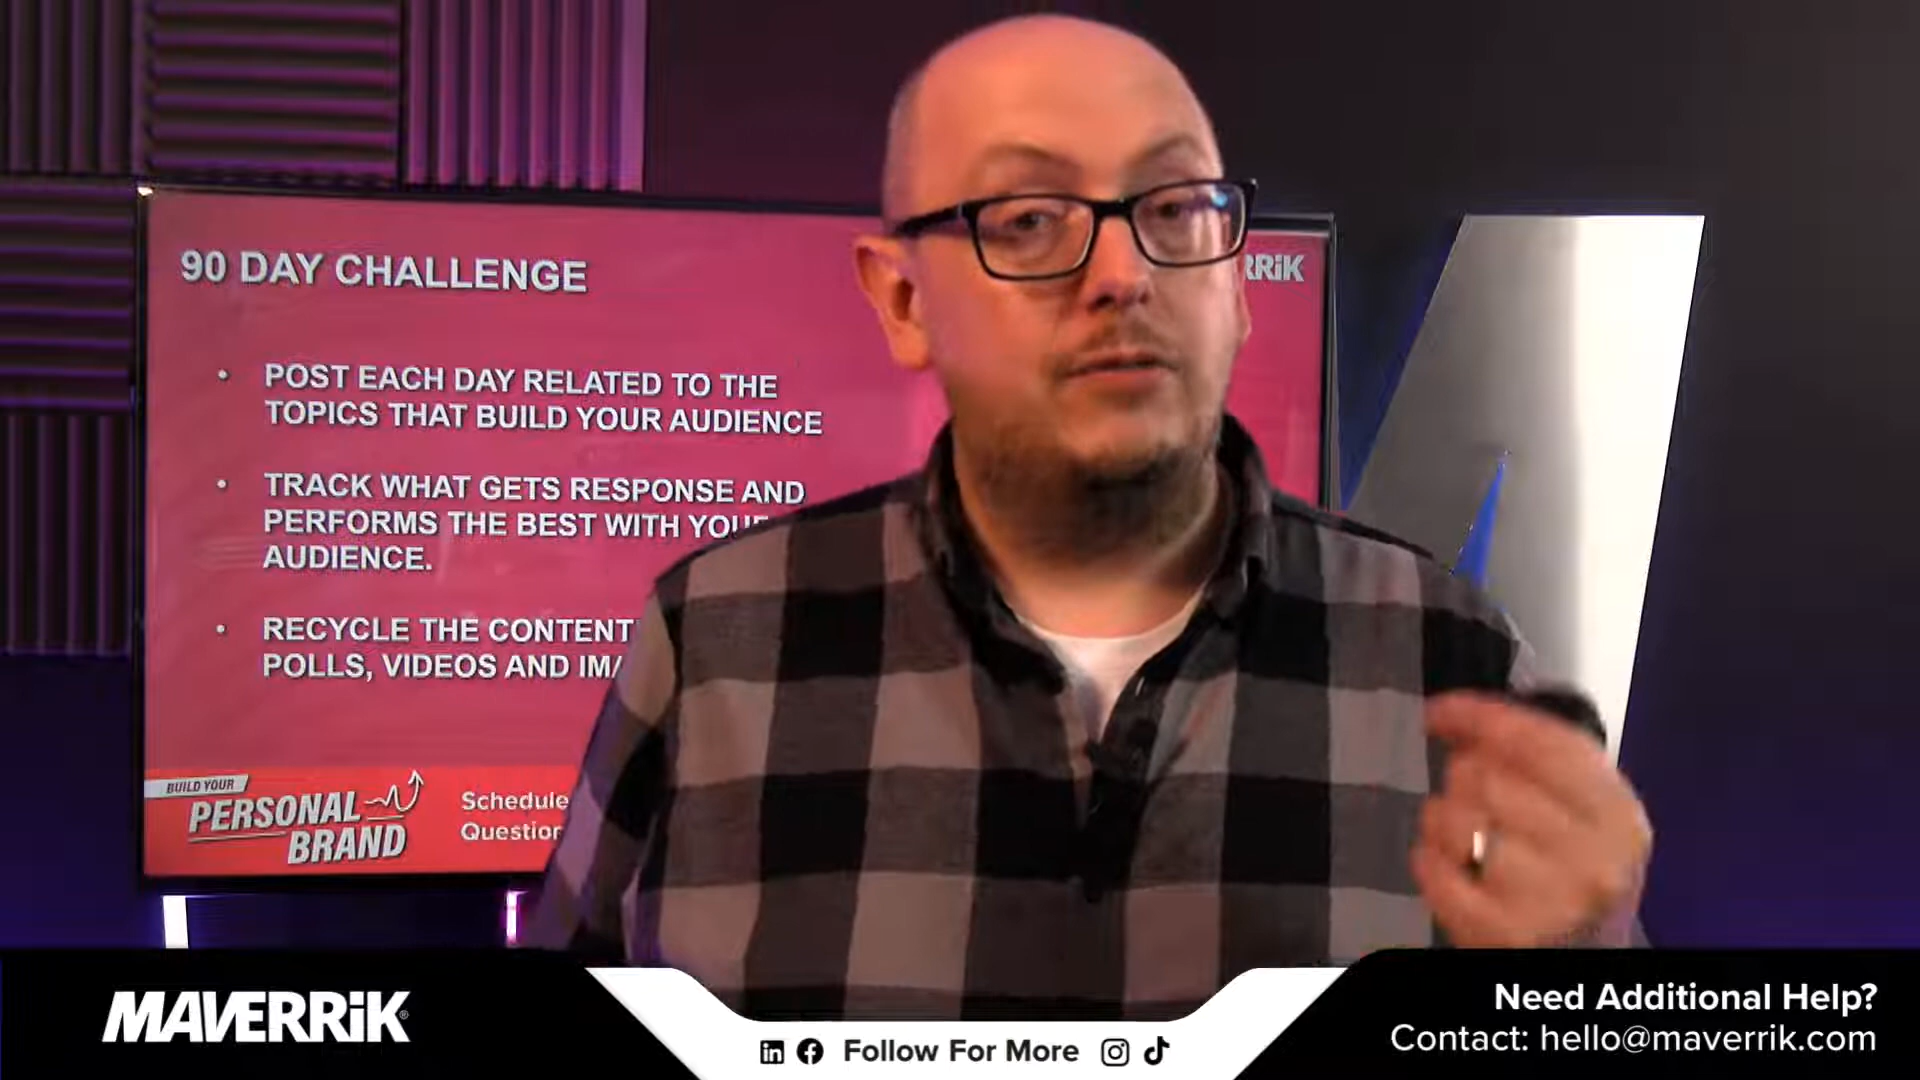 90 DAY CHALLENGE
• POST EACH DAY RELATED TO THE
TOPICS THAT BUILD YOUR AUDIENCE
• TRACK WHAT GETS RESPONSE AND
PERFORMS THE BEST WITH
AUDIENCE.
• RECYCLE THE CONTENT
POLLS, VIDEOS AND
BUILD YOUR
PERSONAL
BRAND
Schedule
MAVERRiK®
Follow For More
Need Additional Help?
Contact: hello@maverrik.com